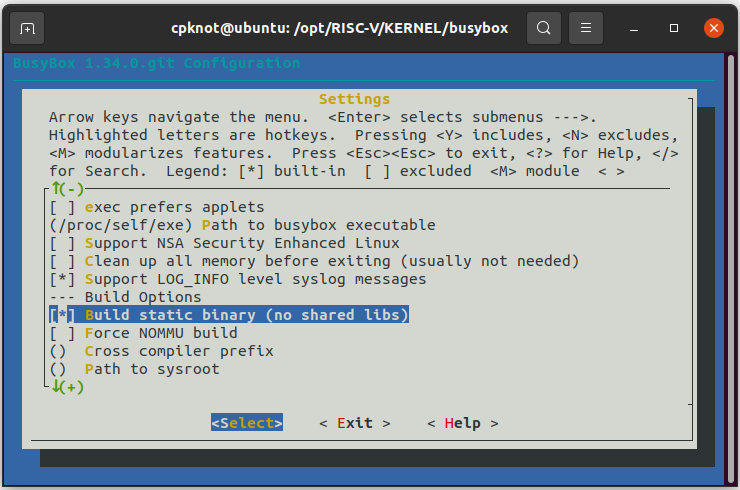 cpknot@ubuntu: /opt/RISC-V/KERNEL/busybox
BusyBox 1.34.0.git Configuration
Settings
Arrow keys navigate the menu.  <Enter> selects submenus --->.
Highlighted letters are hotkeys.  Pressing <Y> includes, <N> excludes,
<M> modularizes features.  Press <Esc><Esc> to exit, <?> for Help, </>
for Search.  Legend: [*] built-in  [ ] excluded  <M> module  < >
↑(-)
[ ] exec prefers applets
(/proc/self/exe) Path to busybox executable
[ ] Support NSA Security Enhanced Linux
[ ] Clean up all memory before exiting (usually not needed)
[*] Support LOG_INFO level syslog messages
--- Build Options
[*] Build static binary (no shared libs)
[ ] Force NOMMU build
()  Cross compiler prefix
()  Path to sysroot
↓(+)
<Select>    < Exit >    < Help >